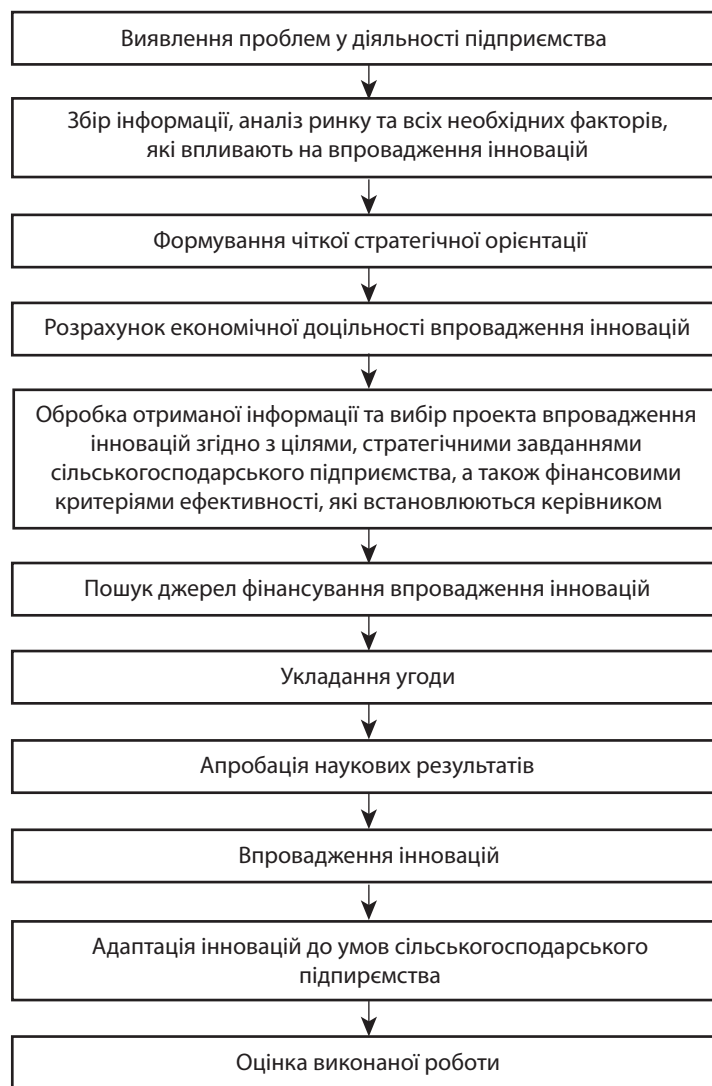 Виявлення проблем у діяльності підприємства
Збір інформації, аналіз ринку та всіх необхідних факторів,
які впливають на впровадження інновацій
Формування чіткої стратегічної орієнтації
Розрахунок економічної доцільності впровадження інновацій
Обробка отриманої інформації та вибір проекта впровадження
інновацій згідно з цілями, стратегічними завданнями
сільськогосподарського підприємства, а також фінансовими
критеріями ефективності, які встановлюються керівником
Пошук джерел фінансування впровадження інновацій
Укладання угоди
Апробація наукових результатів
Впровадження інновацій
Адаптація інновацій до умов сільськогосподарського
підпирємства
Оцінка виконаної роботи